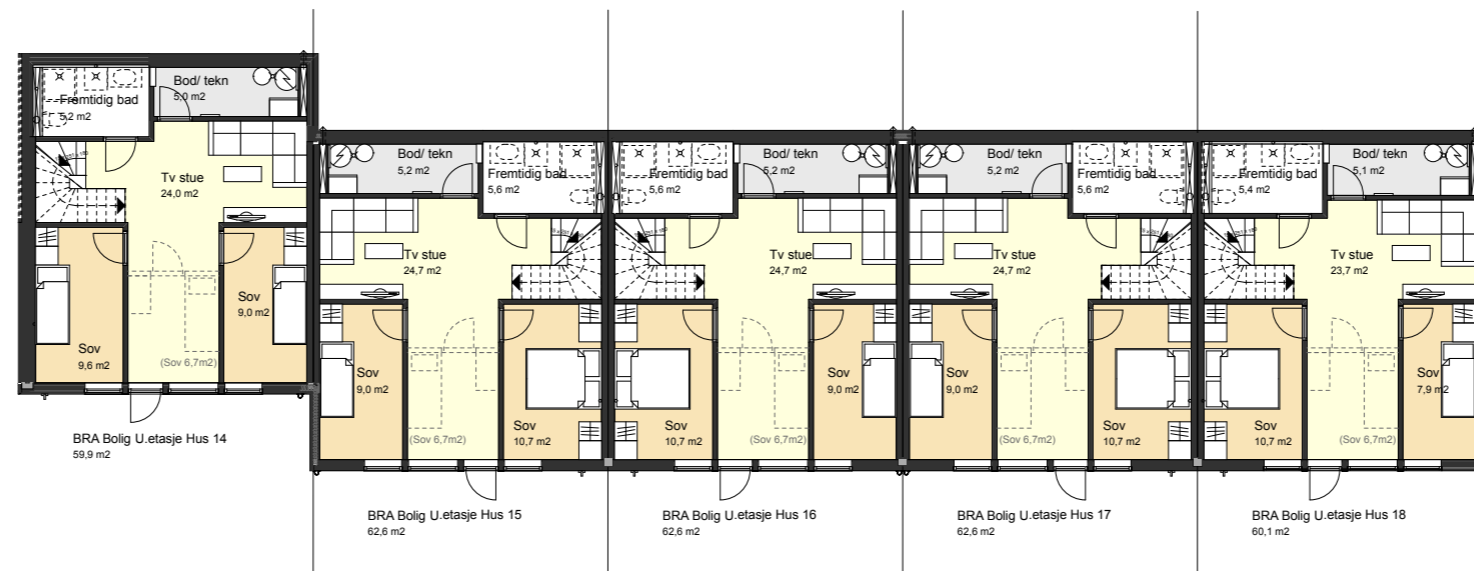 Bod/ tekn
5,0 m2
Fremtidig bad
5,2 m2
Tv stue
24,0 m2
Sov
9,0 m2
Sov
9,6 m2
(Sov 6,7m2)
BRA Bolig U.etasje Hus 14
59,9 m2
Bod/ tekn
5,2 m2
Fremtidig bad
5,6 m2
Tv stue
24,7 m2
Sov
9,0 m2
Sov
10,7 m2
(Sov 6,7m2)
BRA Bolig U.etasje Hus 15
62,6 m2
Fremtidig bad
5,6 m2
Bod/ tekn
5,2 m2
Tv stue
24,7 m2
Sov
10,7 m2
Sov
9,0 m2
(Sov 6,7m2)
BRA Bolig U.etasje Hus 16
62,6 m2
Bod/ tekn
5,2 m2
Fremtidig bad
5,6 m2
Tv stue
24,7 m2
Sov
9,0 m2
Sov
10,7 m2
(Sov 6,7m2)
BRA Bolig U.etasje Hus 17
62,6 m2
Fremtidig bad
5,4 m2
Bod/ tekn
5,1 m2
Tv stue
23,7 m2
Sov
10,7 m2
Sov
7,9 m2
(Sov 6,7m2)
BRA Bolig U.etasje Hus 18
60,1 m2